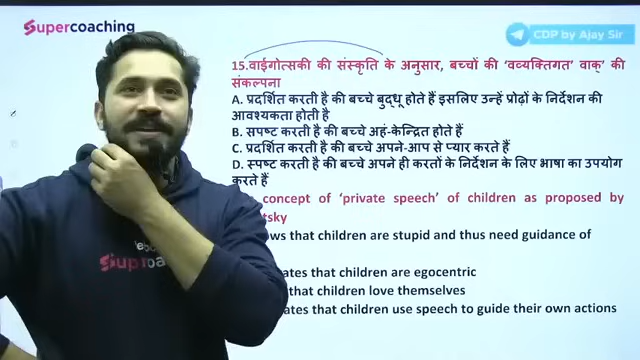 Supercoaching
CDP by Ajay Sir
15.वाईगोत्सकी की संस्कृति के अनुसार, बच्चों की 'वव्यक्तिगत' वाक्' की
संकल्पना
A. प्रदर्शित करती है की बच्चे बुद्धू होते हैं इसलिए उन्हें प्रोढ़ों के निर्देशन की
आवश्यकता होती है
B. सपष्ट करती है की बच्चे अहं-केन्द्रित होते हैं
C. प्रदर्शित करती है की बच्चे अपने-आप से प्यार करते हैं
D. स्पष्ट करती है की बच्चे अपने ही करतों के निर्देशन के लिए भाषा का उपयोग
करते हैं
concept of 'private speech' of children as proposed by
tsky
ows that children are stupid and thus need guidance of
ates that children are egocentric
that children love themselves
ates that children use speech to guide their own actions